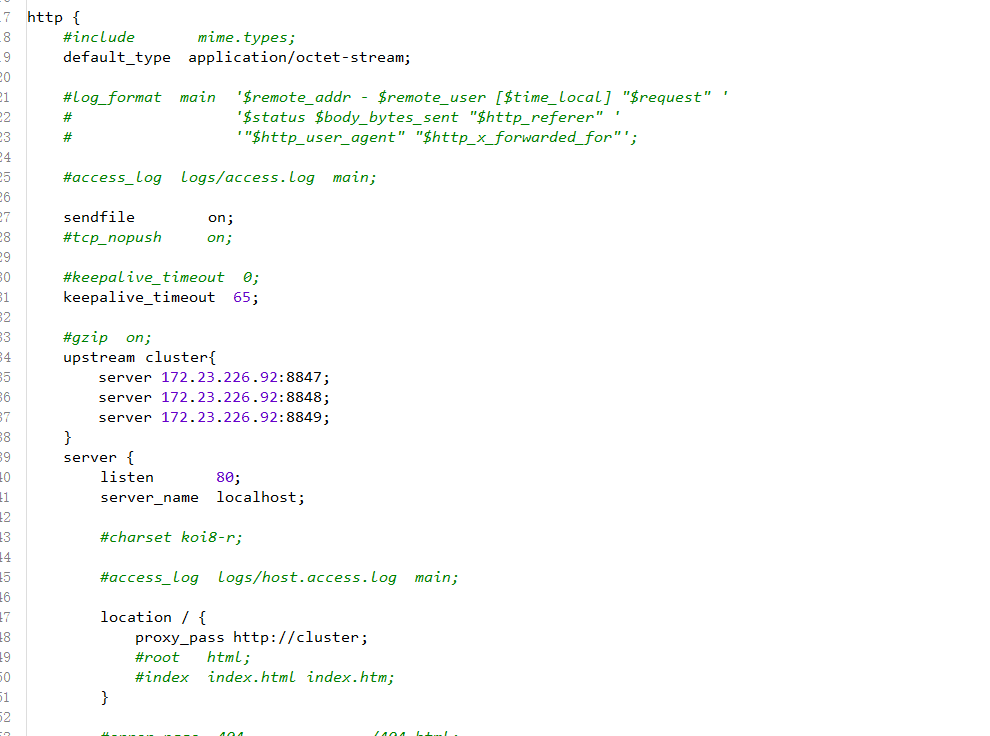 17 http {
18 #include       mime.types;
19 default_type  application/octet-stream;
20
21 #log_format  main  '$remote_addr - $remote_user [$time_local] "$request" '
22 #                  '$status $body_bytes_sent "$http_referer" '
23 #                  '"$http_user_agent" "$http_x_forwarded_for"';
24
25 #access_log  logs/access.log  main;
26
27 sendfile        on;
28 #tcp_nopush     on;
29
30 #keepalive_timeout  0;
31 keepalive_timeout  65;
32
33 #gzip  on;
34 upstream cluster{
35 server 172.23.226.92:8847;
36 server 172.23.226.92:8848;
37 server 172.23.226.92:8849;
38 }
39 server {
40 listen       80;
41 server_name  localhost;
42
43 #charset koi8-r;
44
45 #access_log  logs/host.access.log  main;
46
47 location / {
48 proxy_pass http://cluster;
49 #root   html;
50 #index  index.html index.htm;
51 }
52